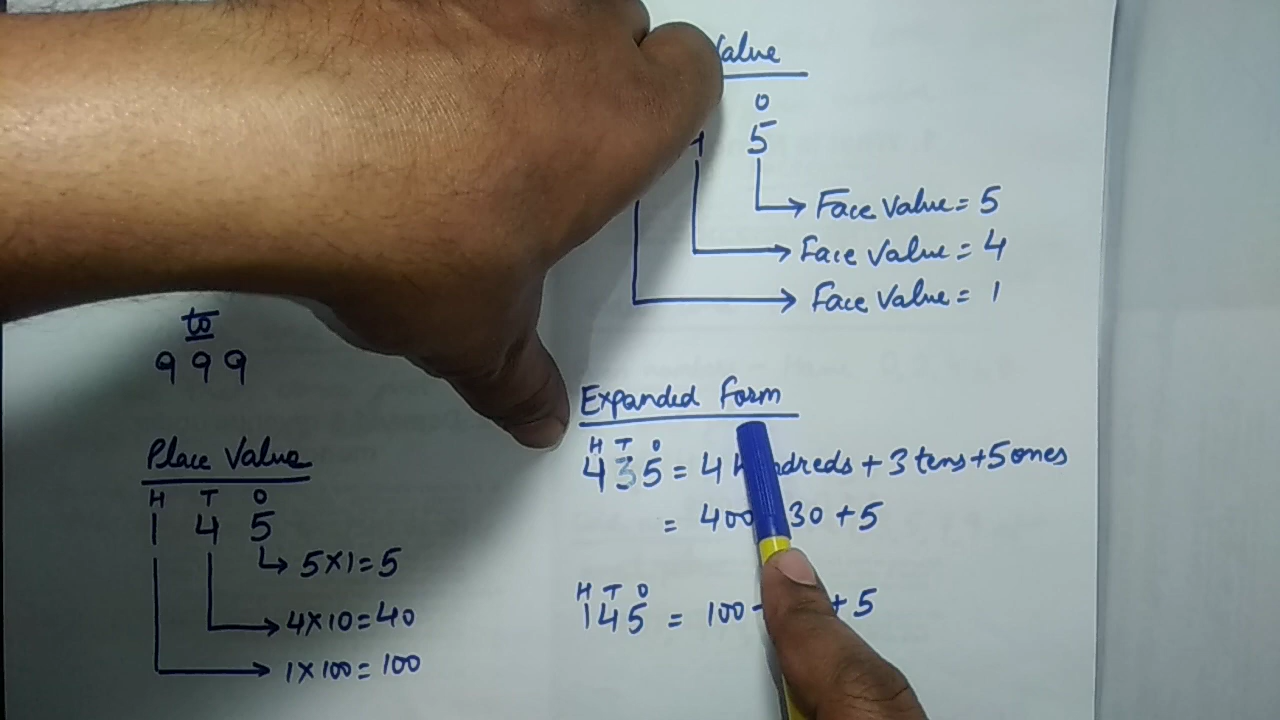 Value
O
5
Face Value = 5
Face Value = 4
Face Value = 1
to
999
Place Value
H T O
1 4 5
5×1=5
4×10=40
1×100=100
Expanded Form
H T O
435 = 4 H ndreds + 3 tens + 5 ones
= 400 30 + 5
H T O
145 = 100 + 5